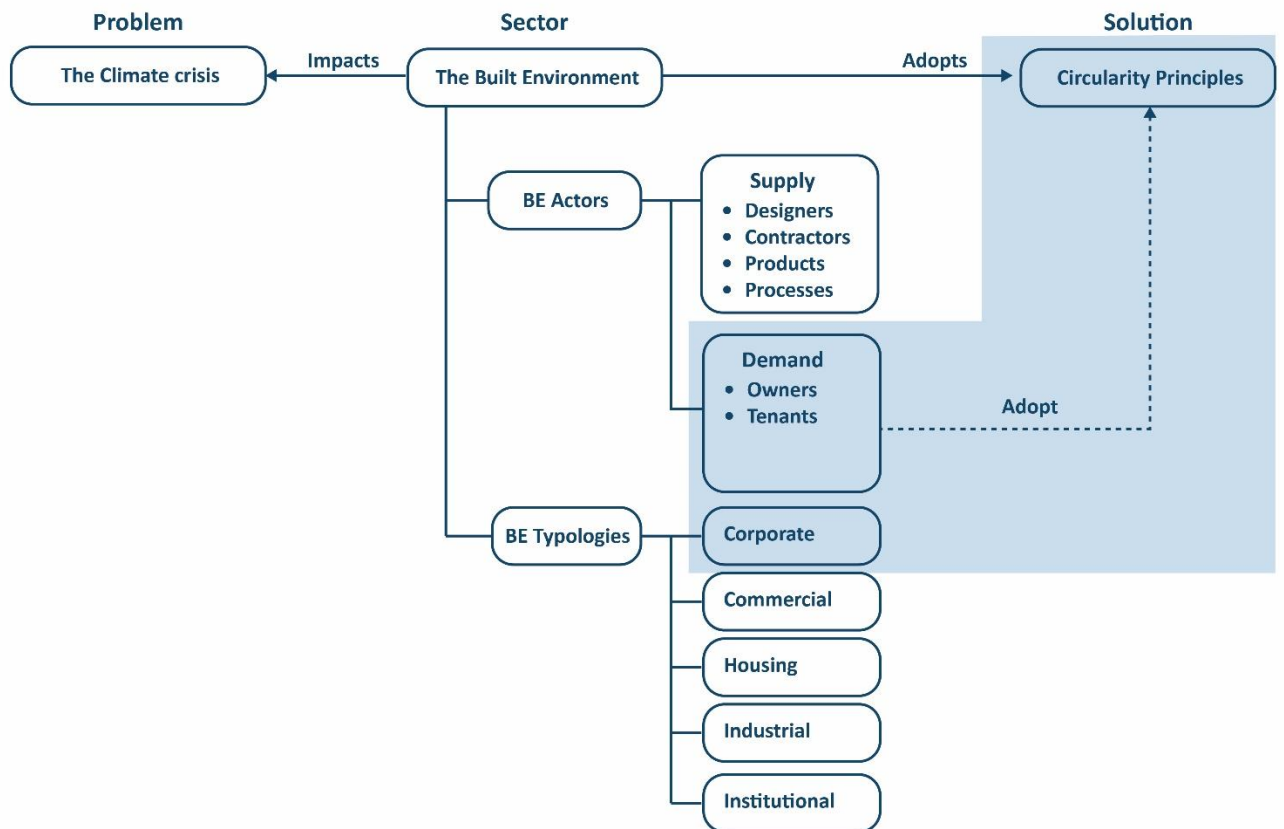 Problem
Sector
Solution
The Climate crisis
Impacts
The Built Environment
Adopts
Circularity Principles
BE Actors
Supply
• Designers
• Contractors
• Products
• Processes
Demand
• Owners
• Tenants
Adopt
BE Typologies
Corporate
Commercial
Housing
Industrial
Institutional